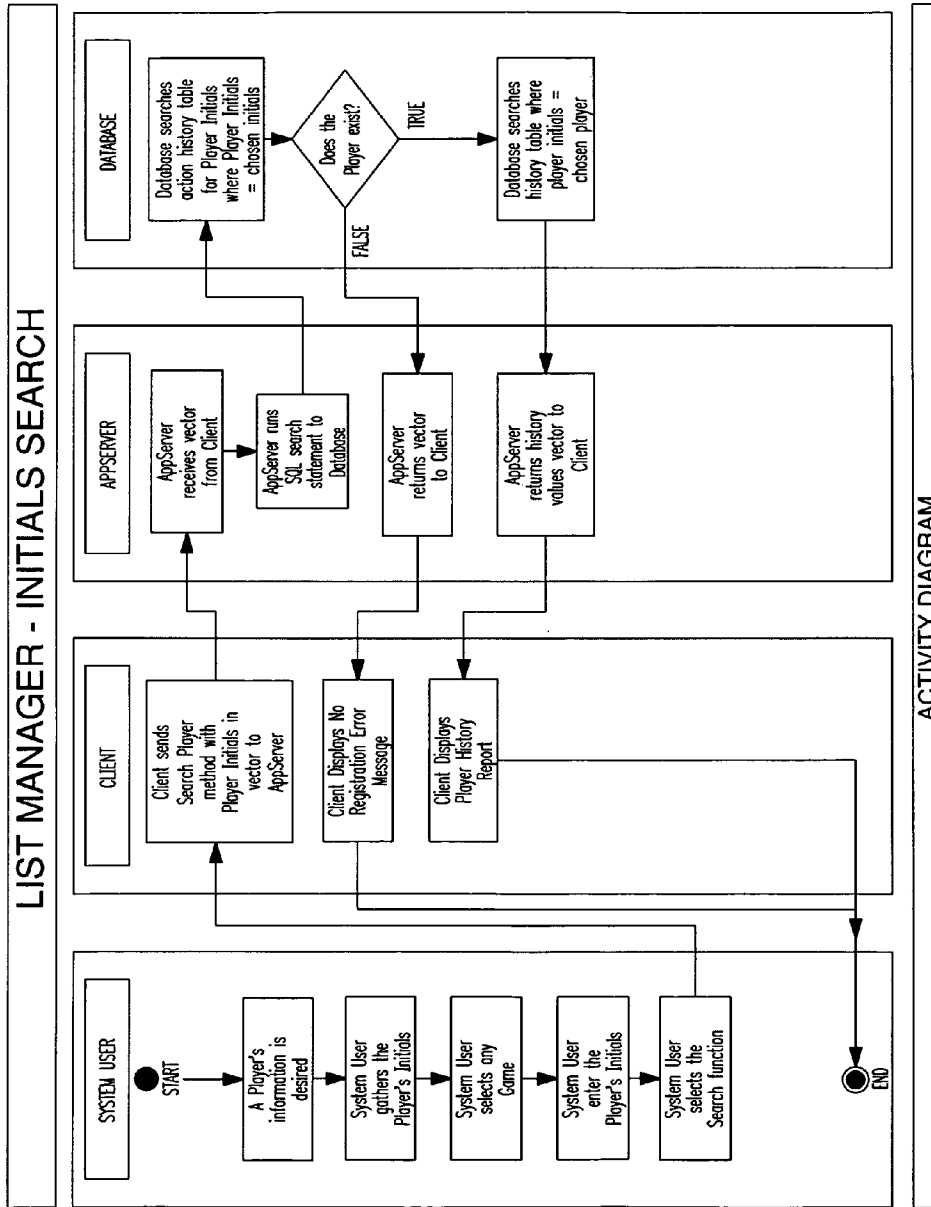 LIST MANAGER - INITIALS SEARCH
SYSTEM USER
START
A Player's
information is
desired
System User
gathers the
Player's Initials
System User
selects any
Game
System User
enter the
Player's Initials
System User
selects the
Search function
END
CLIENT
Client sends
Search Player
method with
Player Initials in
vector to
AppServer
Client Displays No
Registration Error
Message
Client Displays
Player History
Report
APPSERVER
AppServer
receives vector
from Client
AppServer runs
SQL search
statement to
Database
AppServer
returns vector
to Client
AppServer
returns history
values vector to
Client
DATABASE
Database searches
action history table
for Player Initials
where Player Initials
= chosen initials
Does the
Player exist?
FALSE
TRUE
Database searches
history table where
player initials =
chosen player
ACTIVITY DIAGRAM